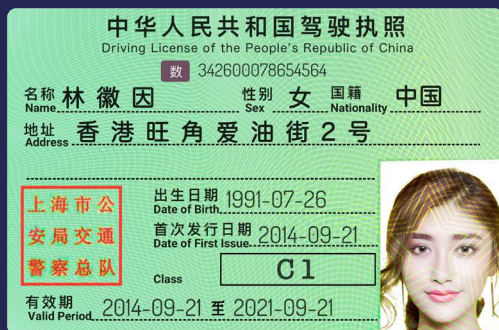 中华人民共和国驾驶执照
Driving License of the People's Republic of China
数 342600078654564
名称 林徽因 性别 女 国籍 中国
Name Sex Nationality
地址 香港旺角爱油街2号
Address
出生日期 1991-07-26
Date of Birth
首次发行日期 2014-09-21
Date of First Issue
上海市公
安局交通
警察总队
Class C1
有效期 2014-09-21 至 2021-09-21
Valid Period